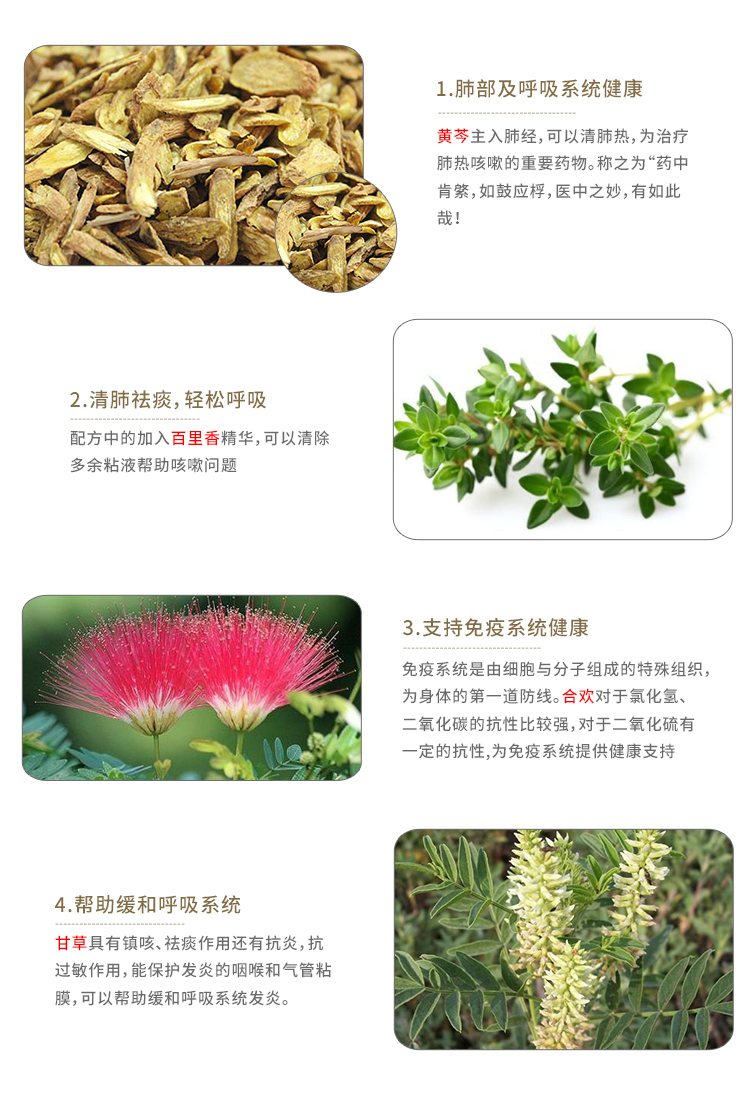 1.肺部及呼吸系统健康
黄芩主入肺经，可以清肺热，为治疗
肺热咳嗽的重要药物。称之为“药中
肯綮，如鼓应桴，医中之妙，有如此
哉！
2.清肺祛痰，轻松呼吸
配方中的加入百里香精华，可以清除
多余粘液帮助咳嗽问题
3.支持免疫系统健康
免疫系统是由细胞与分子组成的特殊组织，
为身体的第一道防线。合欢对于氯化氢、
二氧化碳的抗性比较强，对于二氧化硫有
一定的抗性,为免疫系统提供健康支持
4.帮助缓和呼吸系统
甘草具有镇咳、祛痰作用还有抗炎，抗
过敏作用，能保护发炎的咽喉和气管粘
膜，可以帮助缓和呼吸系统发炎。